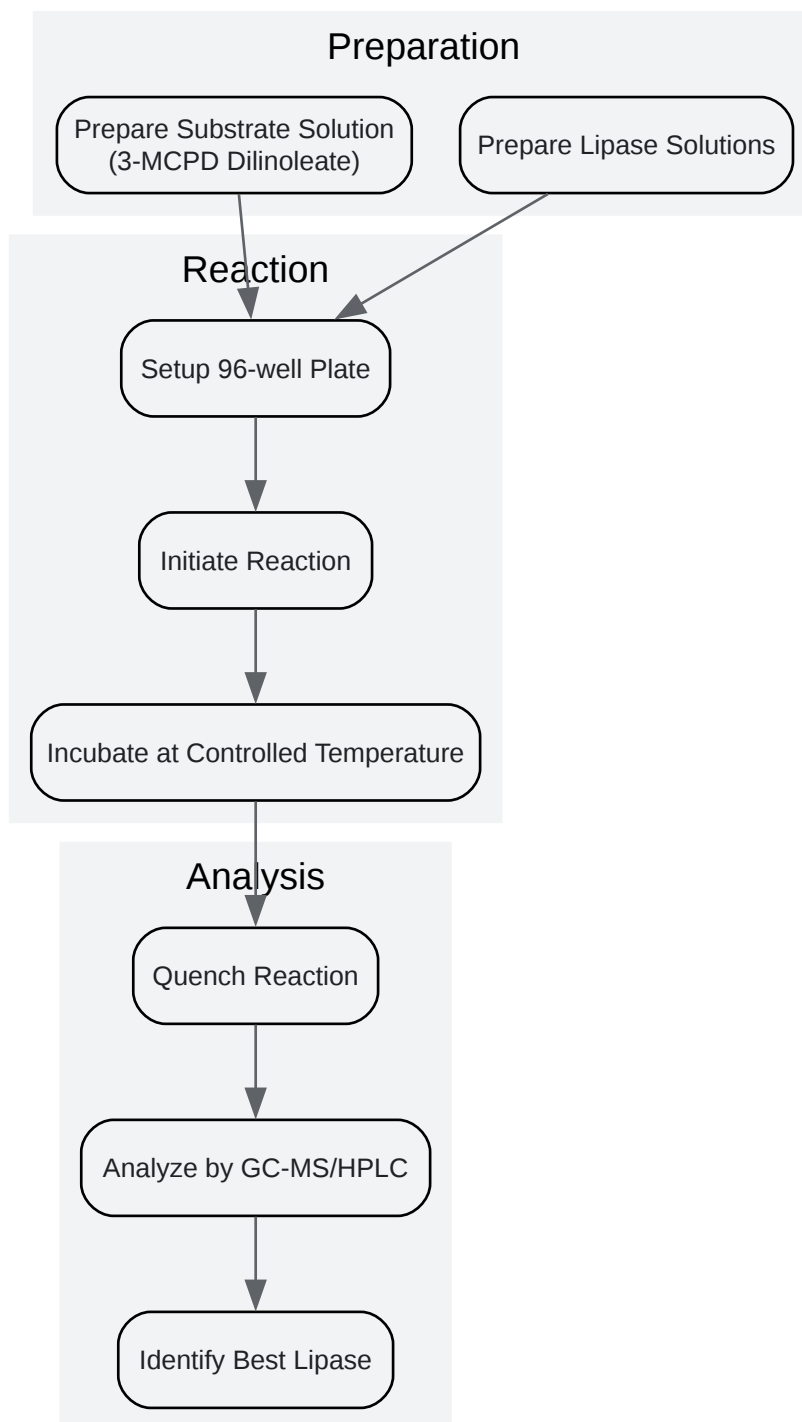 Preparation
Prepare Substrate Solution
(3-MCPD Dilinoleate)
Prepare Lipase Solutions
Reaction
Setup 96-well Plate
Initiate Reaction
Incubate at Controlled Temperature
Analysis
Quench Reaction
Analyze by GC-MS/HPLC
Identify Best Lipase